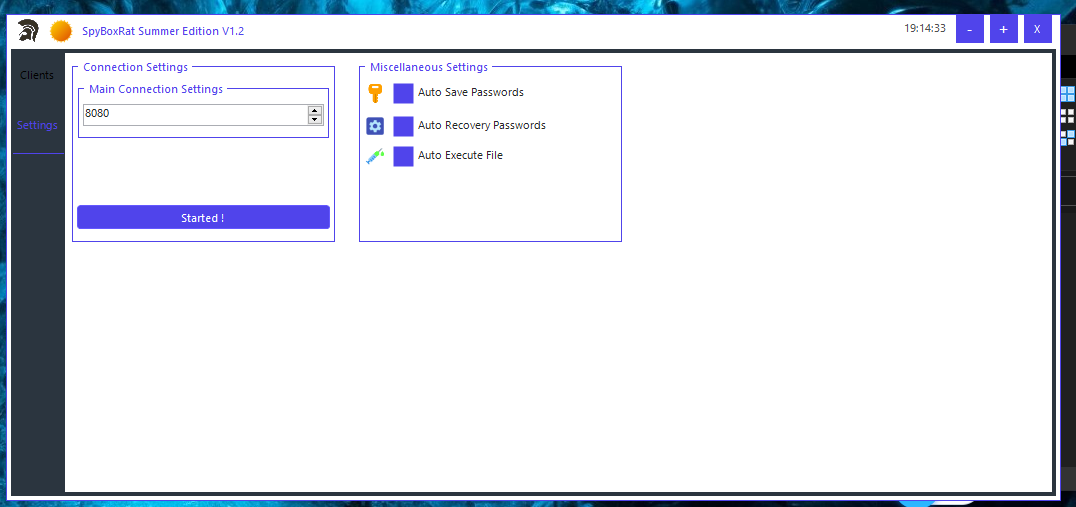 SpyBoxRat Summer Edition V1.2
19:14:33
-
+
X
Clients
Settings
Connection Settings
Main Connection Settings
8080
Started !
Miscellaneous Settings
Auto Save Passwords
Auto Recovery Passwords
Auto Execute File